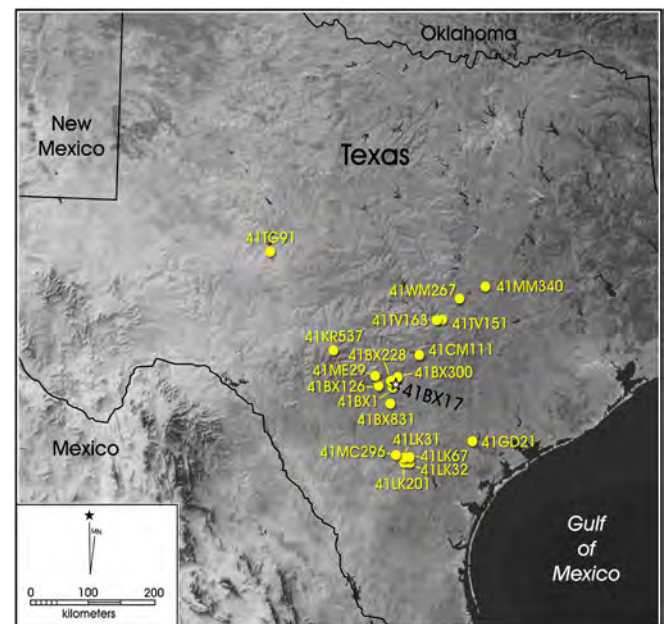 Oklahoma
New
Mexico
Texas
41TG91
41MM340
41WM267
41TV163
41TV151
41KR537
41CM111
41BX228
41ME29
41BX300
41BX126
41BX17
41BX1
41BX831
41LK31
41GD21
41MC296
41LK67
41LK32
41LK201
Mexico
Gulf
of
Mexico
MN
0 100 200
kilometers